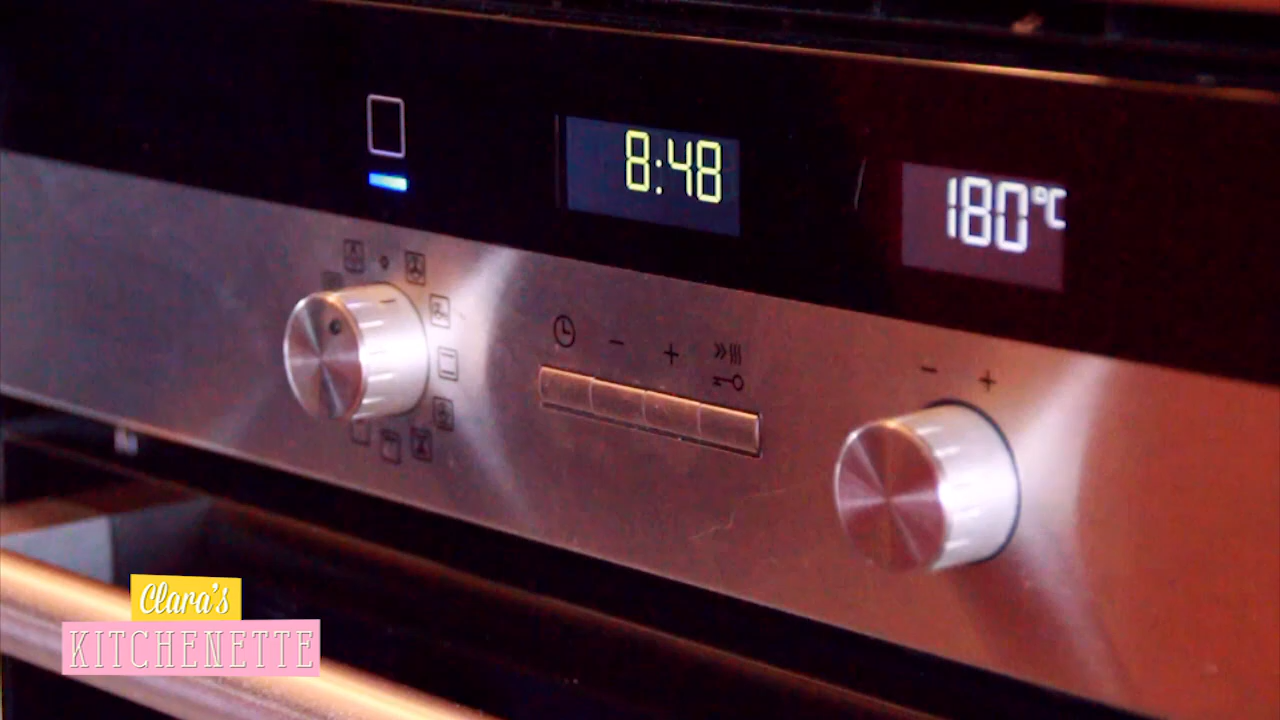 8:48
180°C
- +
- +
Clara's
KITCHENETTE